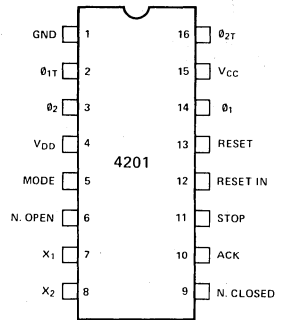 GND 1 16 Ø2T
Ø1T 2 15 VCC
Ø2 3 14 Ø1
VDD 4 13 RESET
4201
MODE 5 12 RESET IN
N. OPEN 6 11 STOP
X1 7 10 ACK
X2 8 9 N. CLOSED